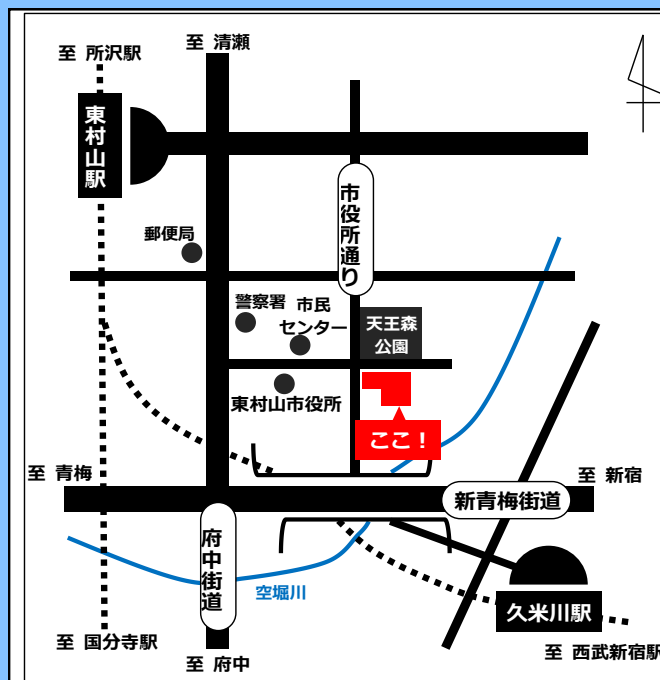 至 清瀬
至 所沢駅
東村山駅
市役所通り
郵便局
警察署
市民
センター
天王森
公園
東村山市役所
ここ！
至 青梅
至 新宿
新青梅街道
府中街道
空堀川
久米川駅
至 国分寺駅
至 府中
至 西武新宿駅